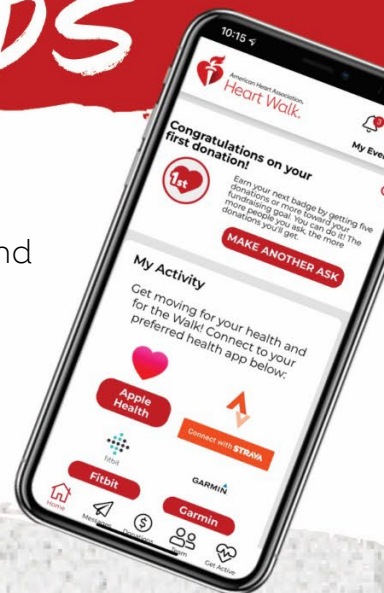 DS
10:15
American Heart Association.
Heart Walk.
3
My Even
Congratulations on your
first donation!
1st
Earn your next badge by getting five
donations or more toward your
fundraising goal. You can do it! The
more people you ask, the more
donations you'll get.
MAKE ANOTHER ASK
nd
My Activity
Get moving for your health and
for the Walk! Connect to your
preferred health app below:
Apple
Health
Connect with STRAVA
fitbit
GARMIN
Fitbit
Garmin
Home
Messages
Donations
Team
Get Active